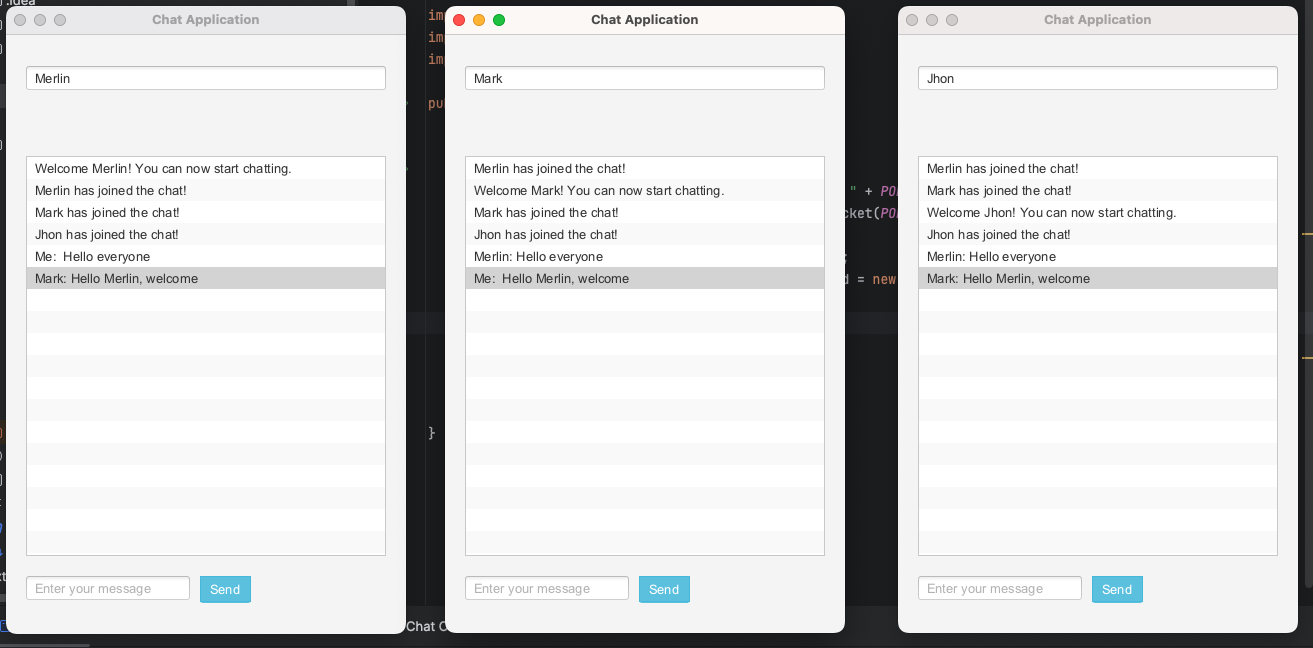 .idea
Chat Application
Merlin
Welcome Merlin! You can now start chatting.
Merlin has joined the chat!
Mark has joined the chat!
Jhon has joined the chat!
Me:  Hello everyone
Mark: Hello Merlin, welcome
Enter your message
Send
im
im
im
pu
}
Chat C
Chat Application
Mark
Merlin has joined the chat!
Welcome Mark! You can now start chatting.
Mark has joined the chat!
Jhon has joined the chat!
Merlin: Hello everyone
Me:  Hello Merlin, welcome
Enter your message
Send
" + PO
cket(PO
;
d = new
Chat Application
Jhon
Merlin has joined the chat!
Mark has joined the chat!
Welcome Jhon! You can now start chatting.
Jhon has joined the chat!
Merlin: Hello everyone
Mark: Hello Merlin, welcome
Enter your message
Send